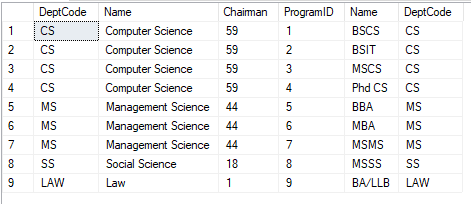 DeptCode Name Chairman ProgramID Name DeptCode
1 CS Computer Science 59 1 BSCS CS
2 CS Computer Science 59 2 BSIT CS
3 CS Computer Science 59 3 MSCS CS
4 CS Computer Science 59 4 Phd CS CS
5 MS Management Science 44 5 BBA MS
6 MS Management Science 44 6 MBA MS
7 MS Management Science 44 7 MSMS MS
8 SS Social Science 18 8 MSSS SS
9 LAW Law 1 9 BA/LLB LAW